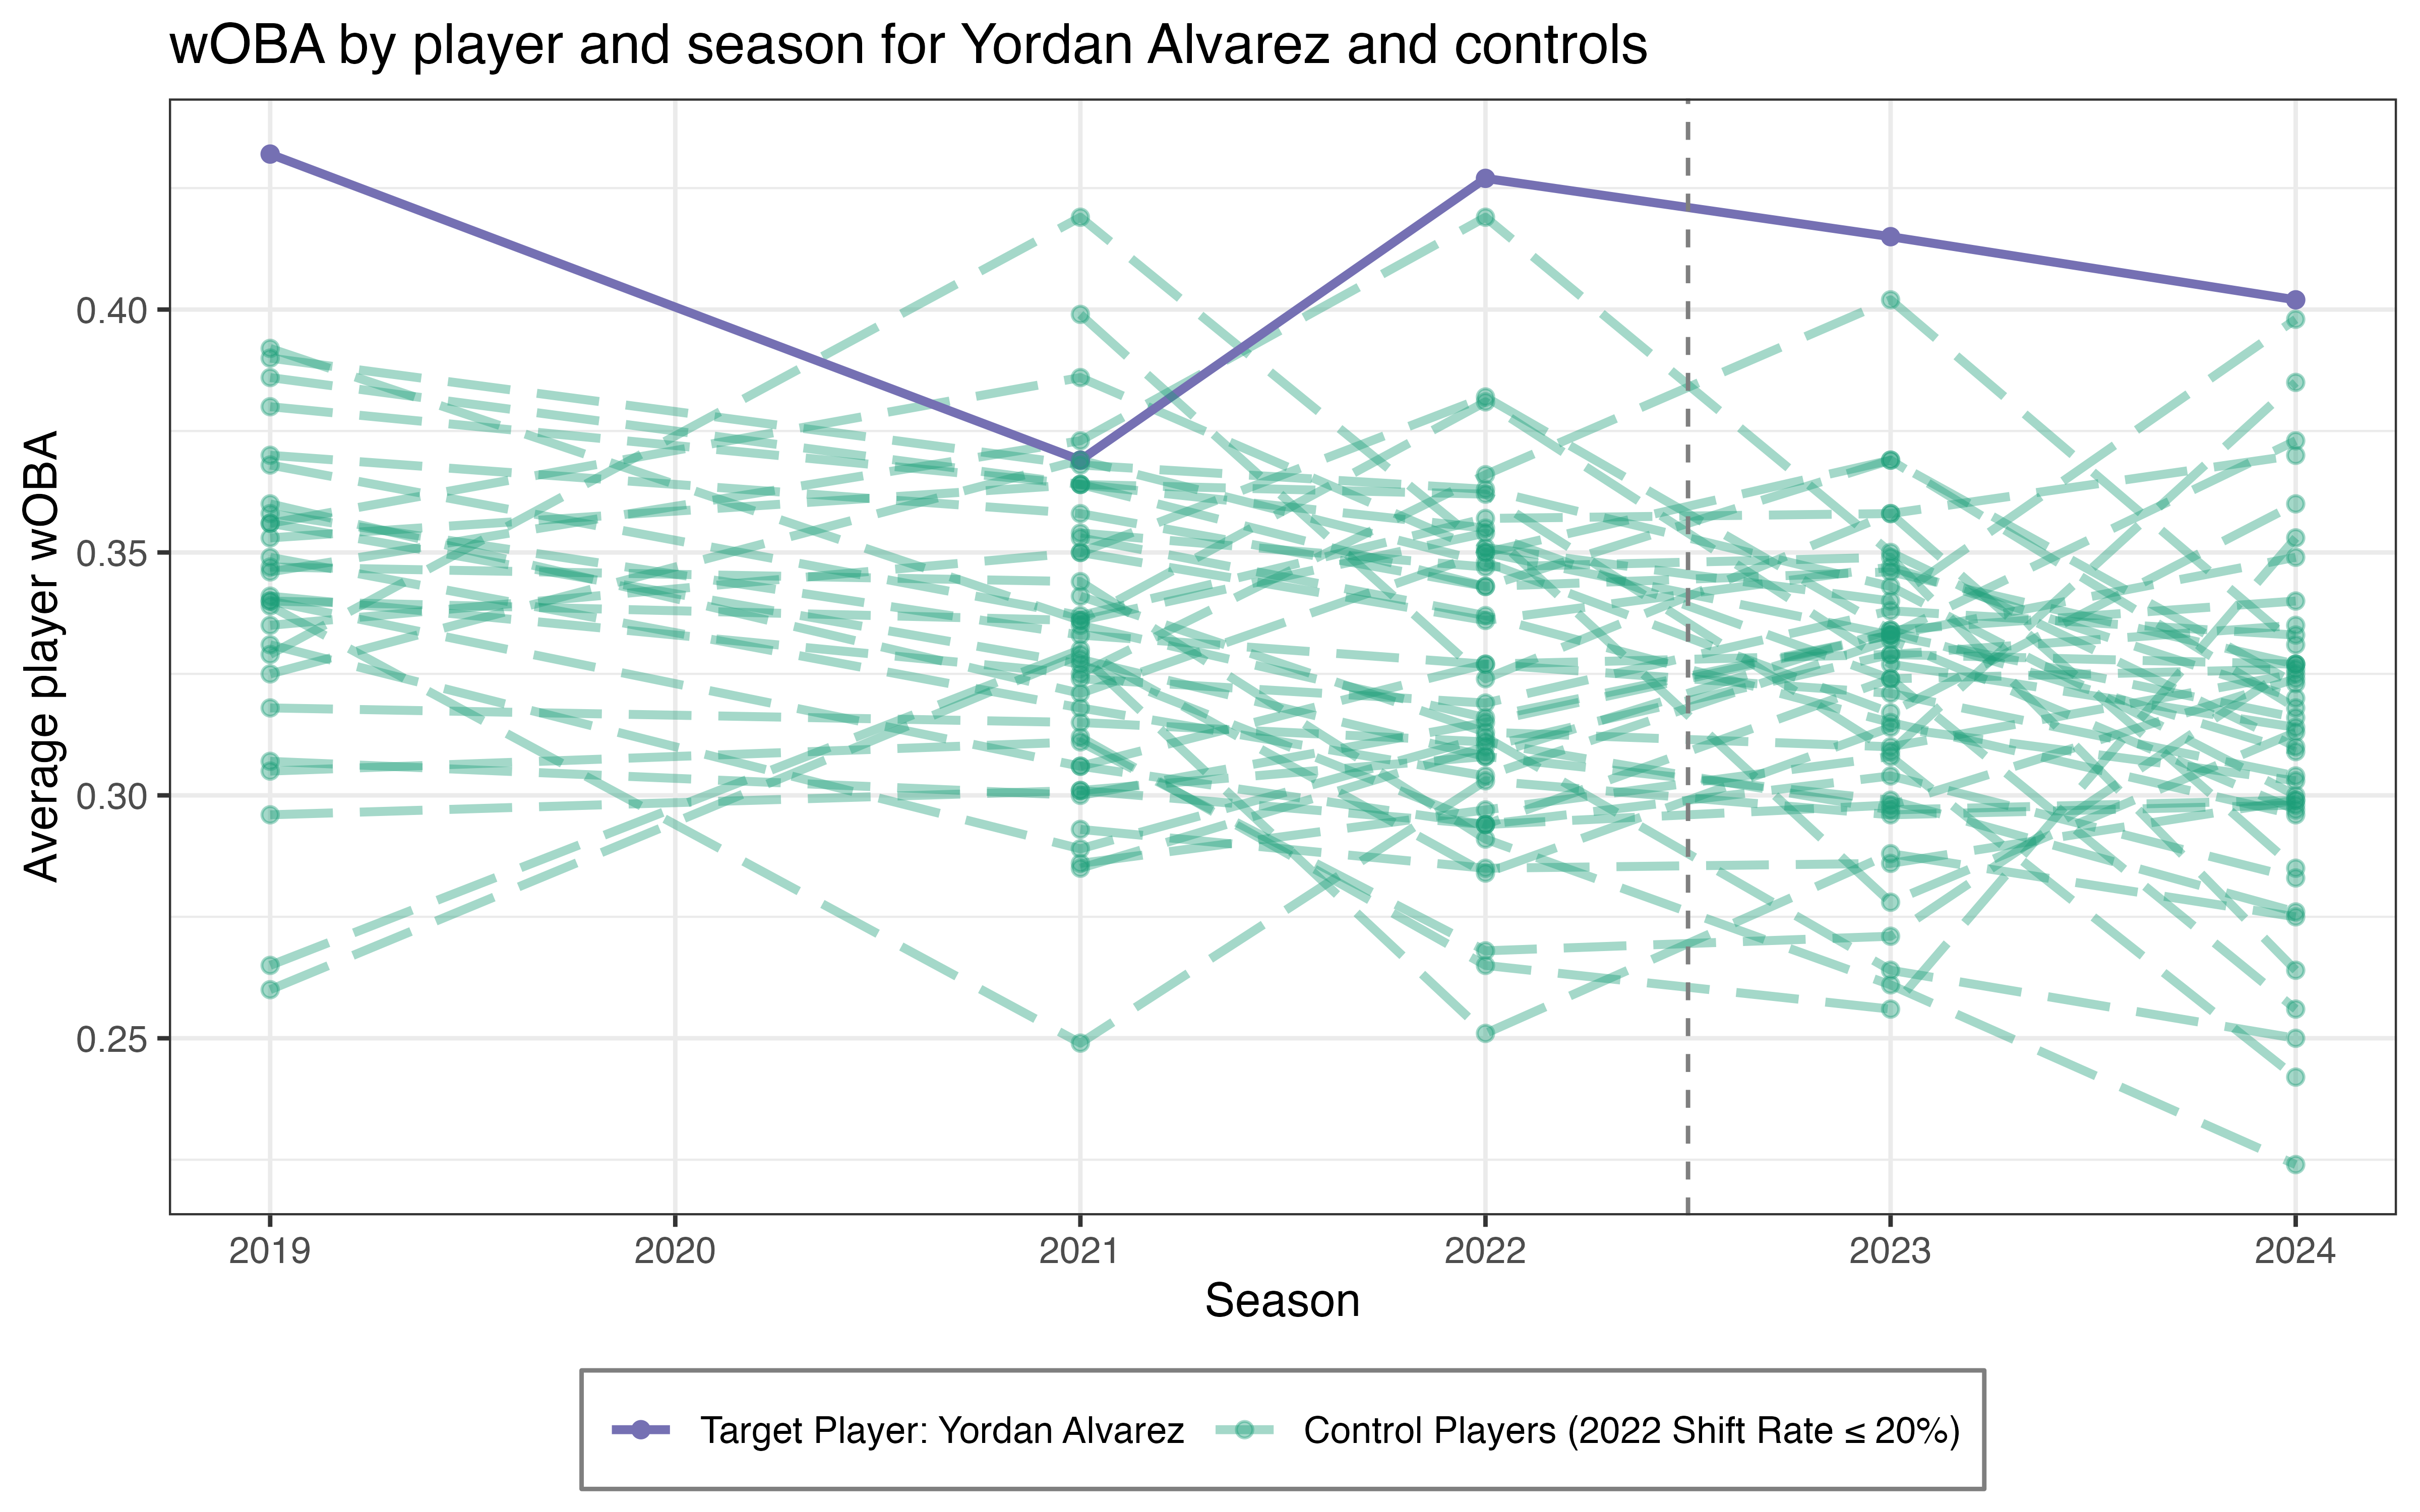 wOBA by player and season for Yordan Alvarez and controls
Average player wOBA
0.40
0.35
0.30
0.25
2019 2020 2021 2022 2023 2024
Season
Target Player: Yordan Alvarez Control Players (2022 Shift Rate ≤ 20%)